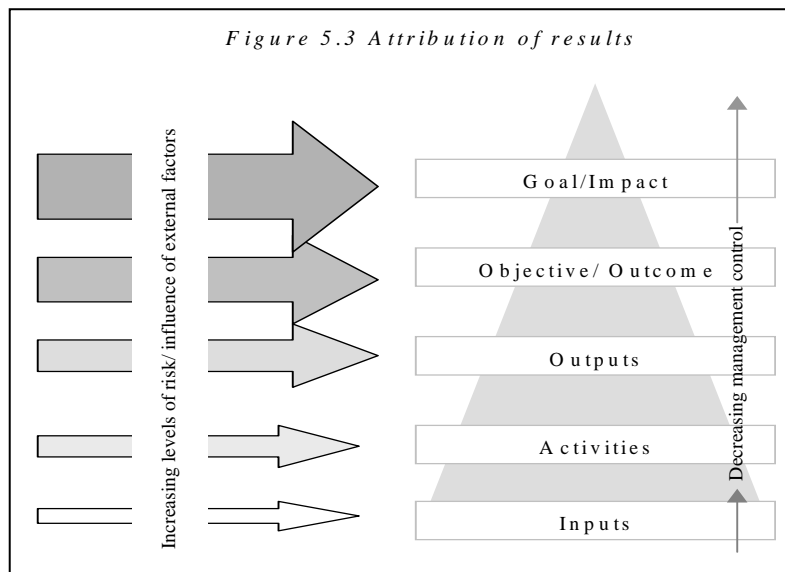 Figure 5.3 Attribution of results
Increasing levels of risk/ influence of external factors
Goal/Impact
Objective/ Outcome
Outputs
Activities
Inputs
Decreasing management control